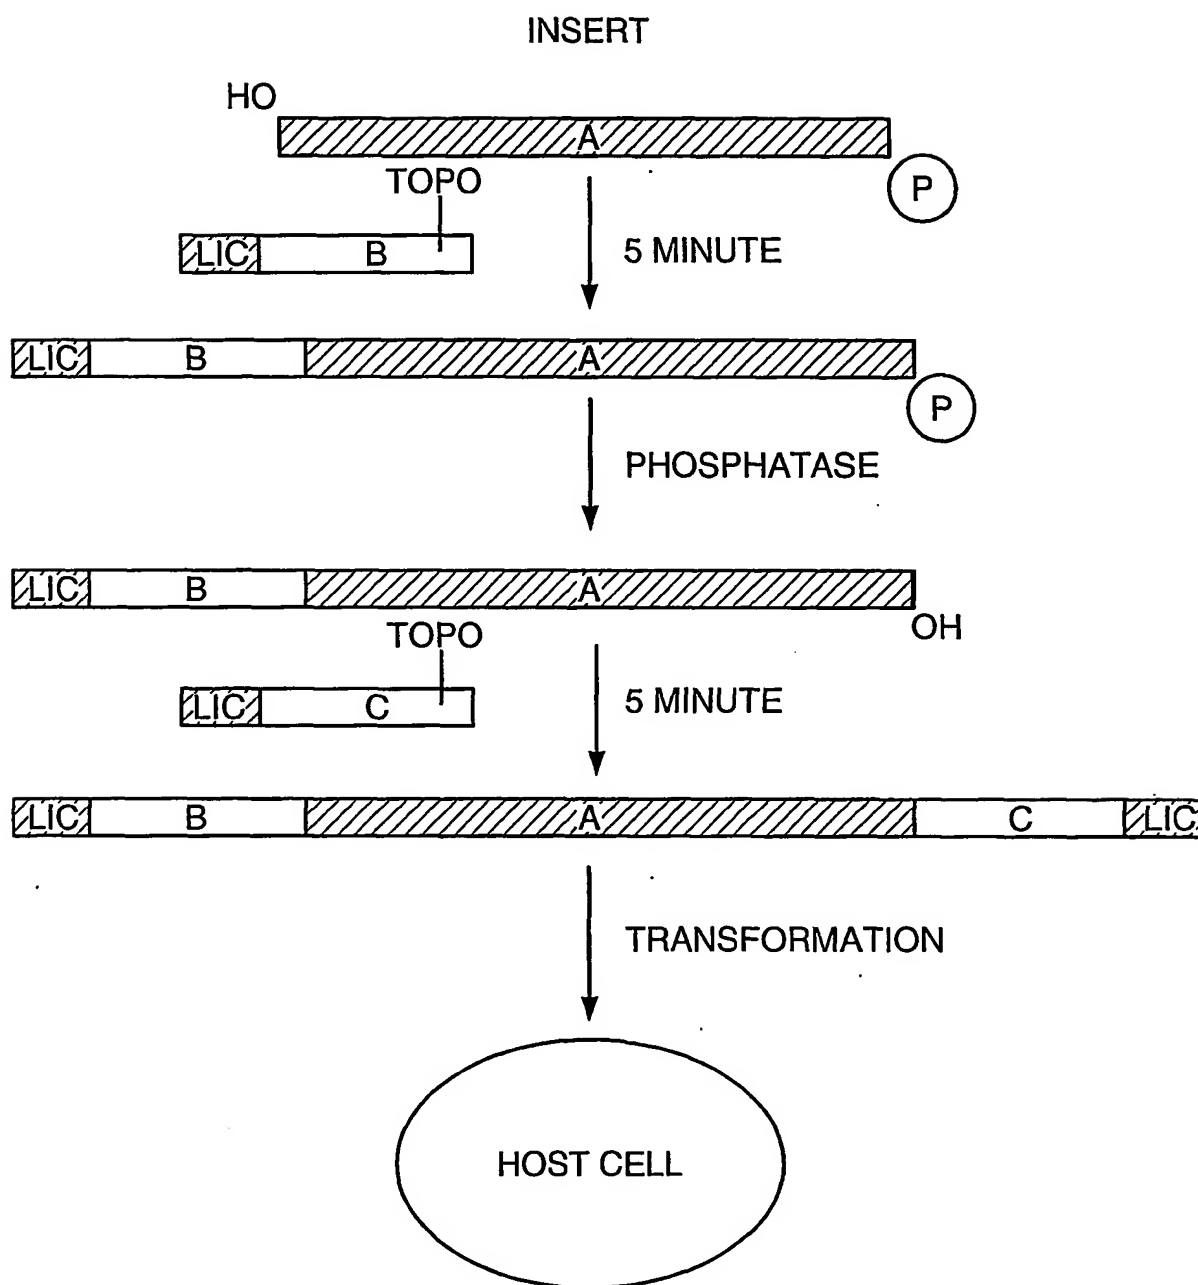 INSERT
HO
A
P
TOPO
LIC B
5 MINUTE
LIC B A
P
PHOSPHATASE
LIC B A
OH
TOPO
LIC C
5 MINUTE
LIC B A C LIC
TRANSFORMATION
HOST CELL